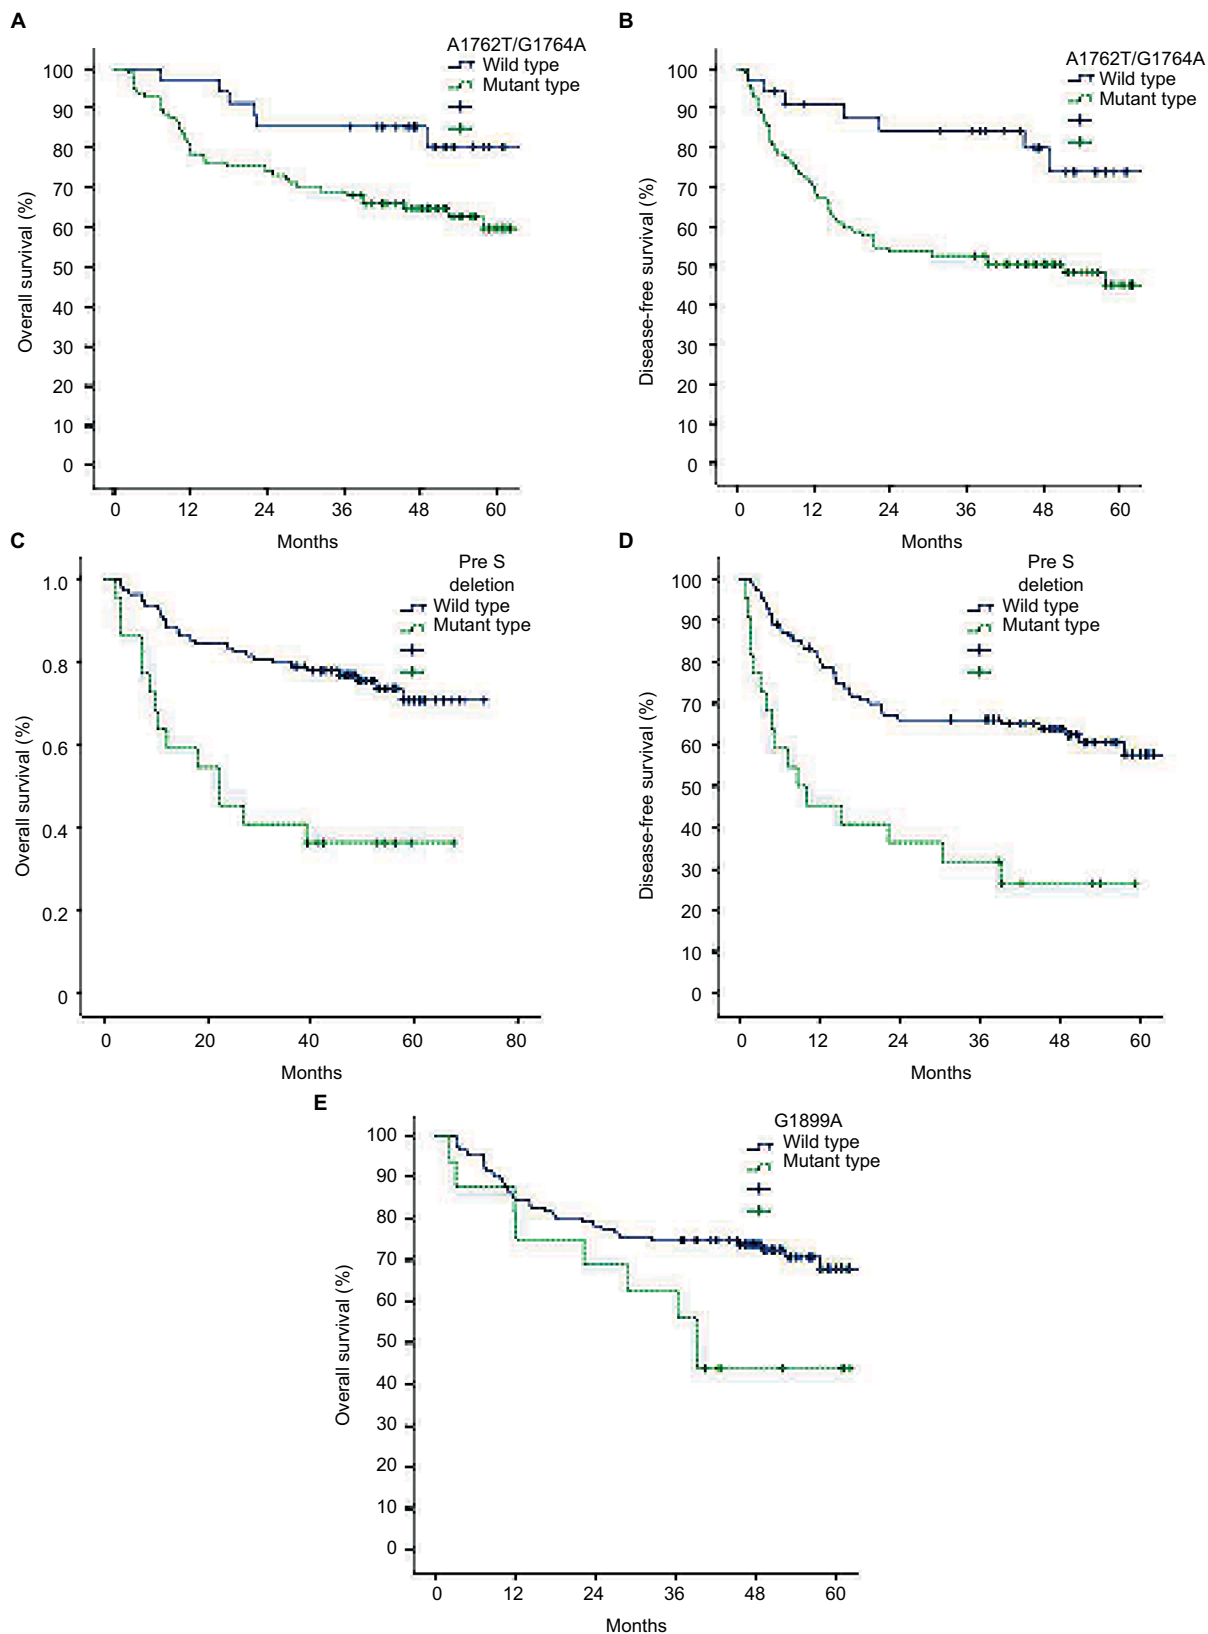 A
A1762T/G1764A
Wild type
Mutant type
100
90
80
70
60
50
40
30
20
10
0
Overall survival (%)
0 12 24 36 48 60
Months
B
A1762T/G1764A
Wild type
Mutant type
100
90
80
70
60
50
40
30
20
10
0
Disease-free survival (%)
0 12 24 36 48 60
Months
C
Pre S
deletion
Wild type
Mutant type
1.0
0.8
0.6
0.4
0.2
0
Overall survival (%)
0 20 40 60 80
Months
D
Pre S
deletion
Wild type
Mutant type
100
90
80
70
60
50
40
30
20
10
0
Disease-free survival (%)
0 12 24 36 48 60
Months
E
G1899A
Wild type
Mutant type
100
90
80
70
60
50
40
30
20
10
0
Overall survival (%)
0 12 24 36 48 60
Months